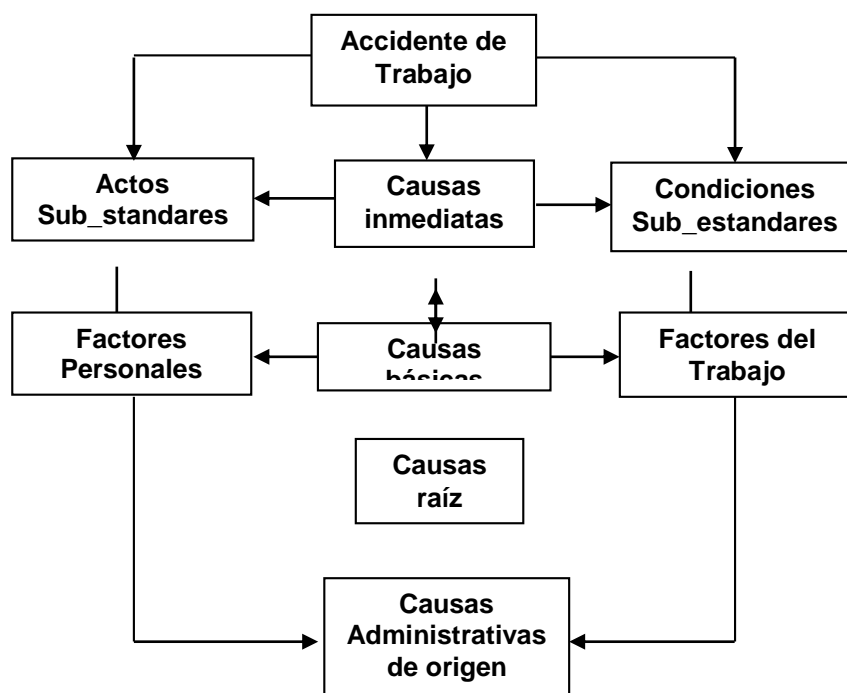 Accidente de
Trabajo
Actos
Sub_standares
Causas
inmediatas
Condiciones
Sub_estandares
Factores
Personales
Causas
básicas
Factores del
Trabajo
Causas
raíz
Causas
Administrativas
de origen